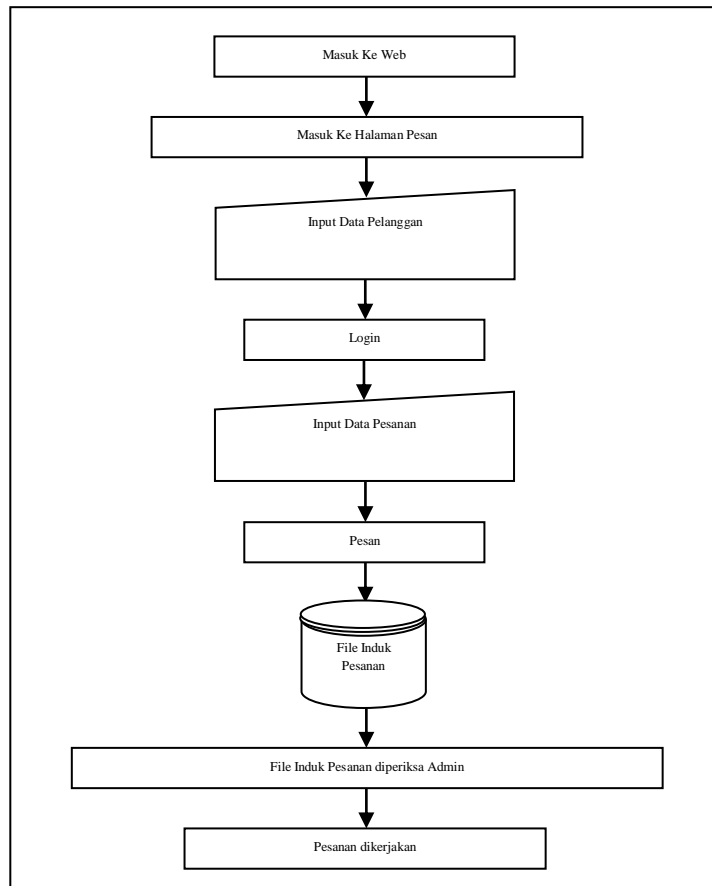 Masuk Ke Web
Masuk Ke Halaman Pesan
Input Data Pelanggan
Login
Input Data Pesanan
Pesan
File Induk
Pesanan
File Induk Pesanan diperiksa Admin
Pesanan dikerjakan